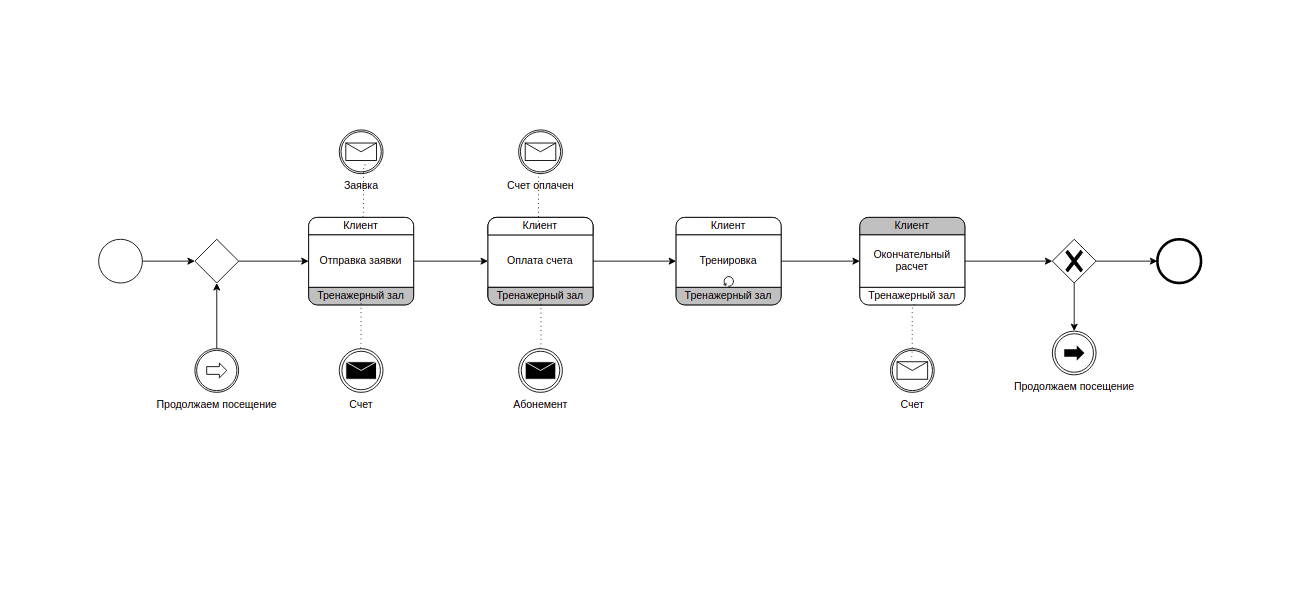 Заявка
Счет оплачен
Клиент
Клиент
Клиент
Клиент
Отправка заявки
Оплата счета
Тренировка
Окончательный
расчет
Тренажерный зал
Тренажерный зал
Тренажерный зал
Тренажерный зал
Продолжаем посещение
Счет
Абонемент
Счет
Продолжаем посещение